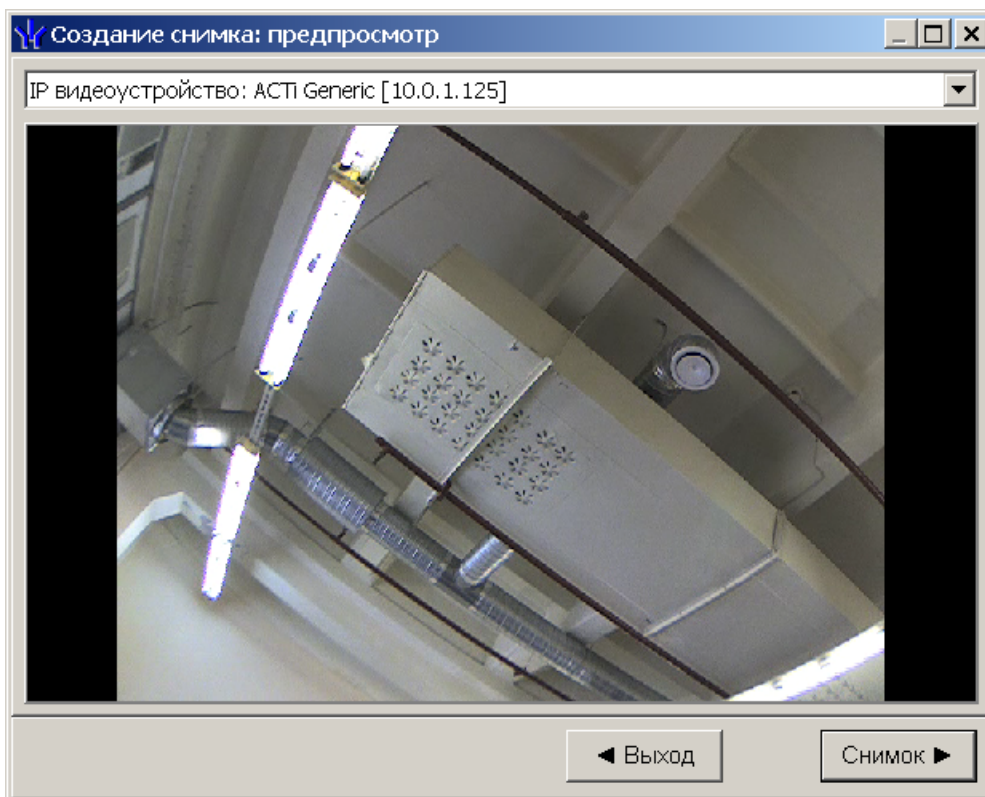 Создание снимка: предпросмотр
IP видеоустройство: ACTi Generic [10.0.1.125]
◄ Выход
Снимок ►